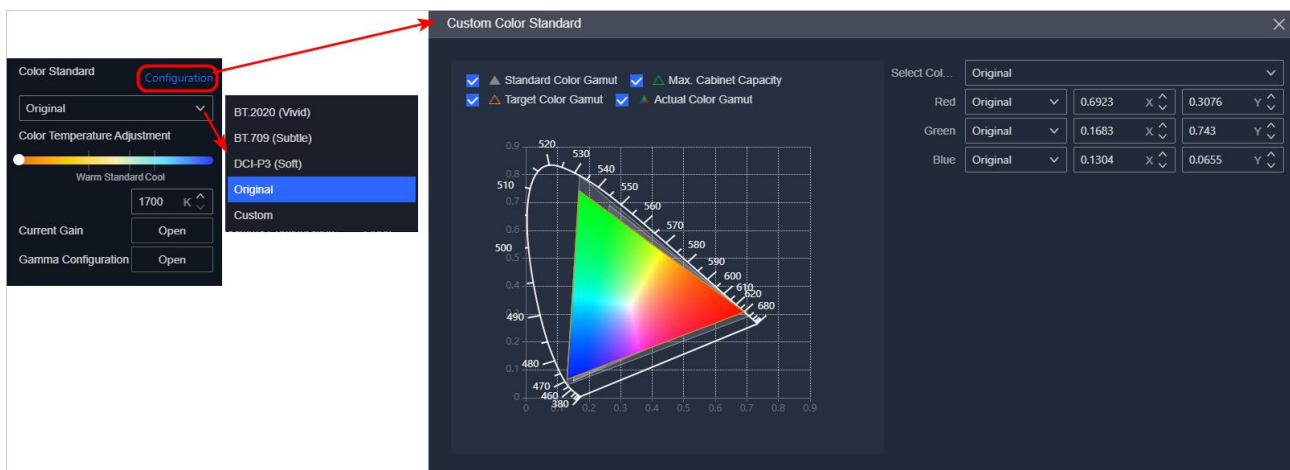 Color Standard
Configuration
Original
Color Temperature Adjustment
Warm Standard Cool
1700 K
Current Gain Open
Gamma Configuration Open
BT.2020 (Vivid)
BT.709 (Subtle)
DCI-P3 (Soft)
Original
Custom
Custom Color Standard
Standard Color Gamut Max. Cabinet Capacity
Target Color Gamut Actual Color Gamut
Select Col... Original
Red Original 0.6923 X 0.3076 Y
Green Original 0.1683 X 0.743 Y
Blue Original 0.1304 X 0.0655 Y
0.9
520
530
0.8
540
510
550
0.7
560
0.6
570
500
580
0.5
590
600
0.4
610
620
680
490
0.2
480
0.1
470
460
380
0
0 0.2 0.3 0.4 0.5 0.6 0.7 0.8 0.9